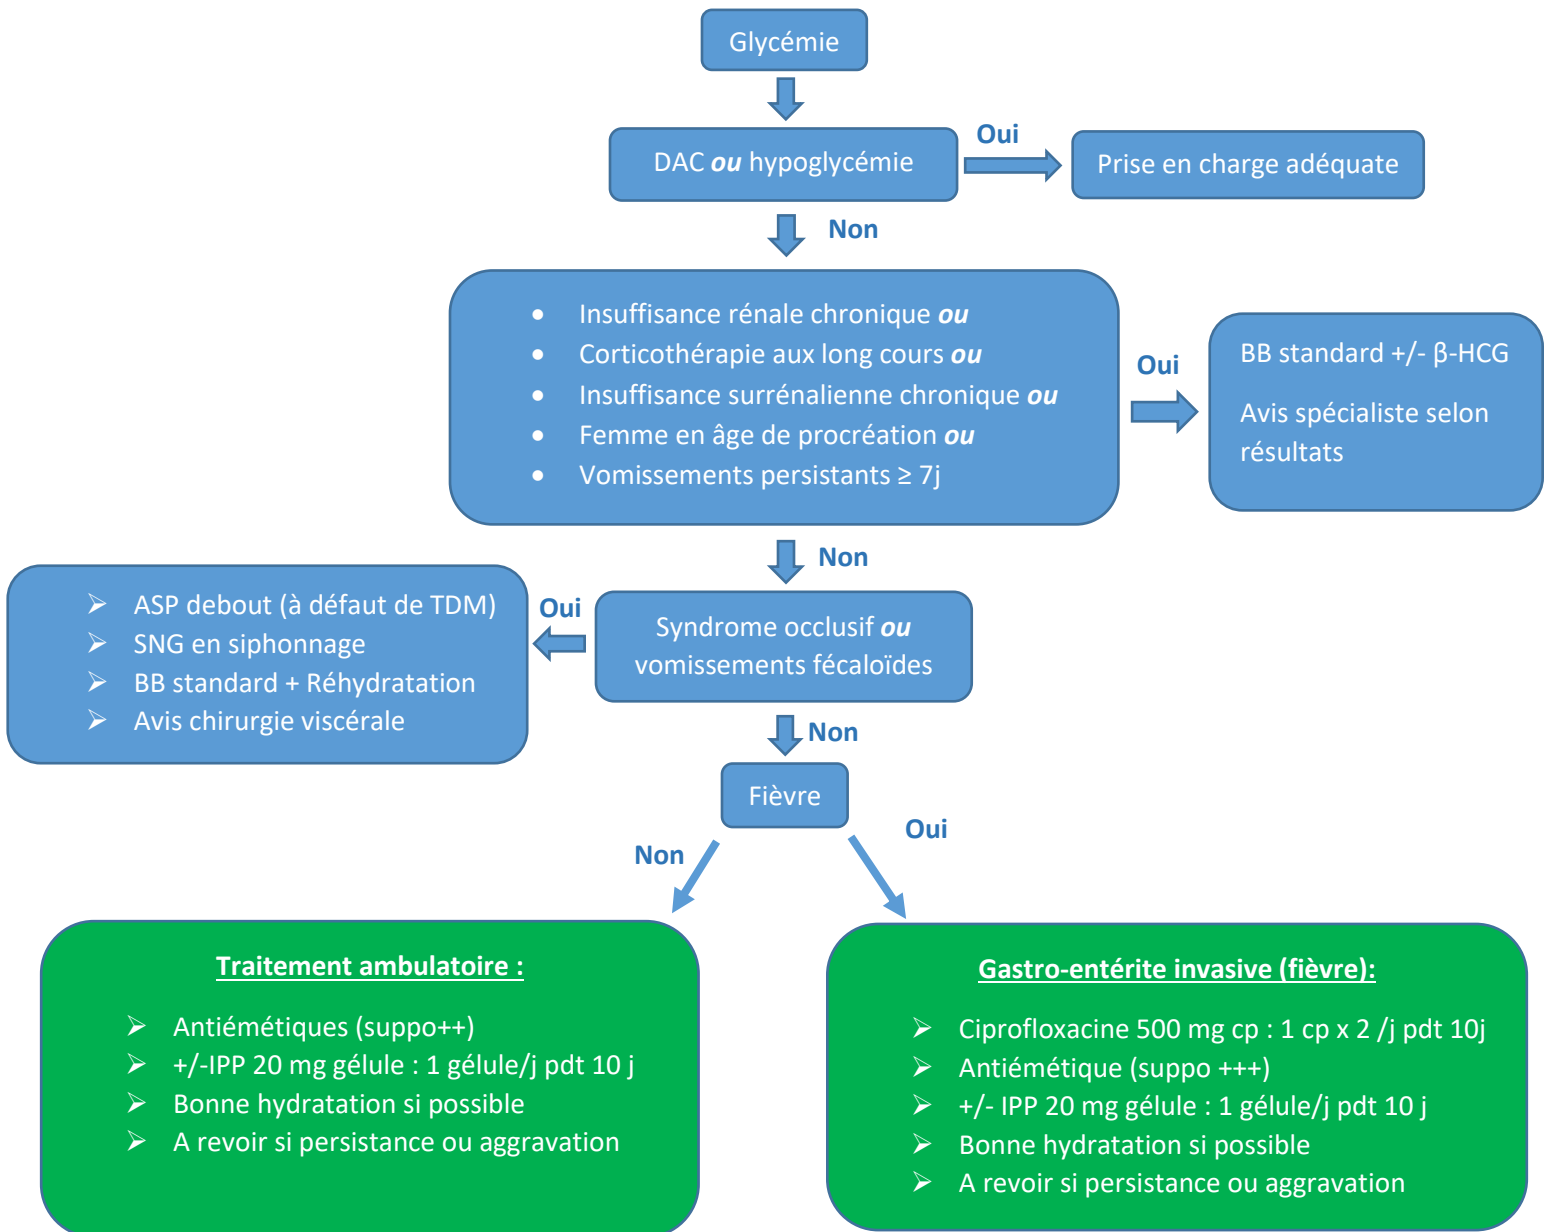 Glycémie
DAC ou hypoglycémie
Oui
Prise en charge adéquate
Non
• Insuffisance rénale chronique ou
• Corticothérapie aux long cours ou
• Insuffisance surrénalienne chronique ou
• Femme en âge de procréation ou
• Vomissements persistants ≥ 7j
Oui
BB standard +/- β-HCG
Avis spécialiste selon
résultats
Non
Syndrome occlusif ou
vomissements fécaloïdes
Oui
➢ ASP debout (à défaut de TDM)
➢ SNG en siphonnage
➢ BB standard + Réhydratation
➢ Avis chirurgie viscérale
Non
Fièvre
Non
Oui
Traitement ambulatoire :
➢ Antiémétiques (suppo++)
➢ +/-IPP 20 mg gélule : 1 gélule/j pdt 10 j
➢ Bonne hydratation si possible
➢ A revoir si persistance ou aggravation
Gastro-entérite invasive (fièvre):
➢ Ciprofloxacine 500 mg cp : 1 cp x 2 /j pdt 10j
➢ Antiémétique (suppo +++)
➢ +/- IPP 20 mg gélule : 1 gélule/j pdt 10 j
➢ Bonne hydratation si possible
➢ A revoir si persistance ou aggravation